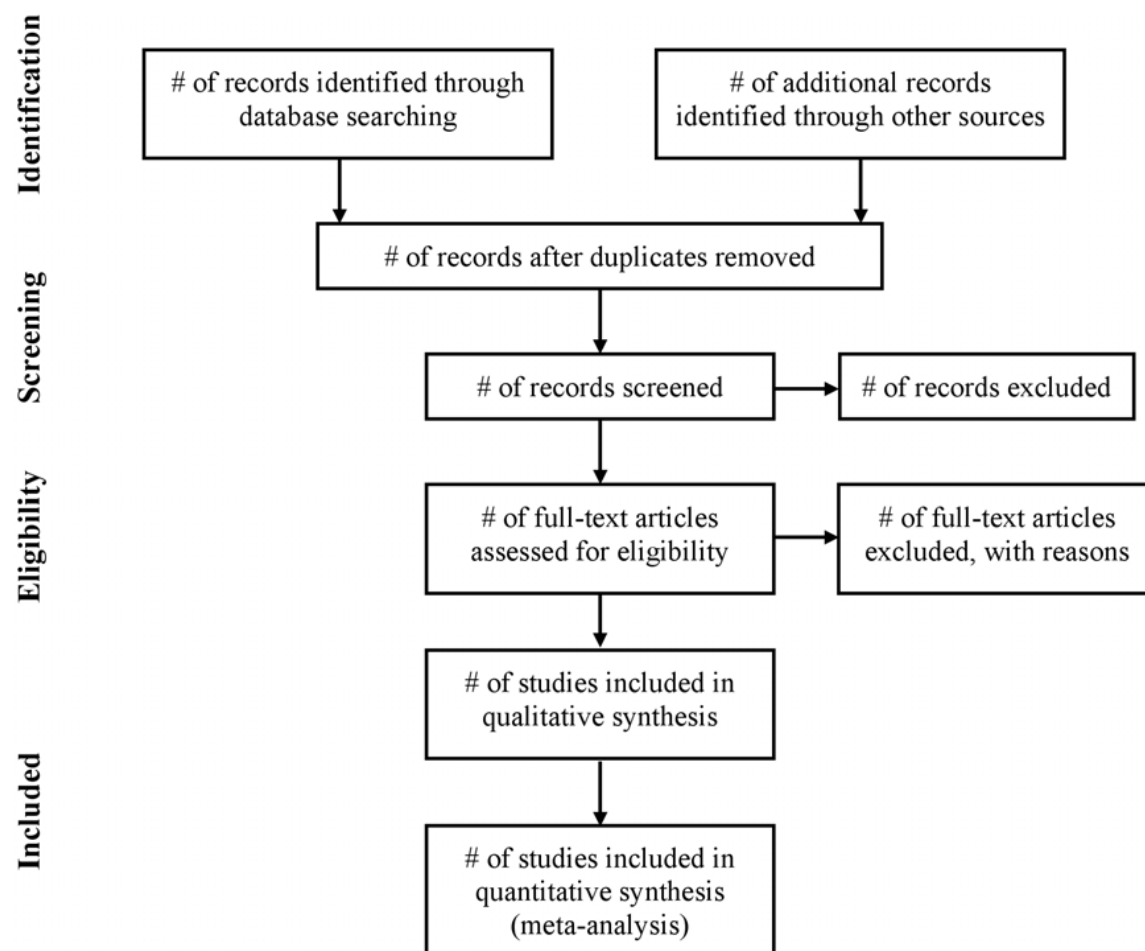 Identification
# of records identified through
database searching
# of additional records
identified through other sources
# of records after duplicates removed
Screening
# of records screened
# of records excluded
Eligibility
# of full-text articles
assessed for eligibility
# of full-text articles
excluded, with reasons
Included
# of studies included in
qualitative synthesis
# of studies included in
quantitative synthesis
(meta-analysis)